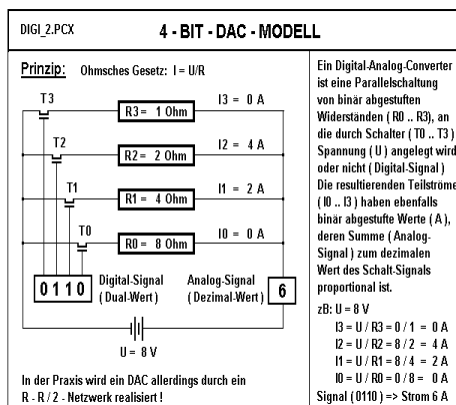 DIGI_2.PCX
4 - BIT - DAC - MODELL
Prinzip: Ohmsches Gesetz: I = U/R
T3
R3 = 1 Ohm
I3 = 0 A
T2
R2 = 2 Ohm
I2 = 4 A
T1
R1 = 4 Ohm
I1 = 2 A
T0
R0 = 8 Ohm
I0 = 0 A
0 1 1 0
Digital-Signal
( Dual-Wert )
Analog-Signal
( Dezimal-Wert )
6
U = 8 V
In der Praxis wird ein DAC allerdings durch ein
R - R / 2 - Netzwerk realisiert !
Ein Digital-Analog-Converter
ist eine Parallelschaltung
von binär abgestuften
Widerständen ( R0 .. R3), an
die durch Schalter ( T0 .. T3 )
Spannung ( U ) angelegt wird
oder nicht ( Digital-Signal )
Die resultierenden Teilströme
( I0 .. I3 ) haben ebenfalls
binär abgestufte Werte ( A ),
deren Summe ( Analog-
Signal ) zum dezimalen
Wert des Schalt-Signals
proportional ist.
zB: U = 8 V
I3 = U / R3 = 0 / 1 = 0 A
I2 = U / R2 = 8 / 2 = 4 A
I1 = U / R1 = 8 / 4 = 2 A
I0 = U / R0 = 0 / 8 = 0 A
Signal ( 0110 ) => Strom 6 A